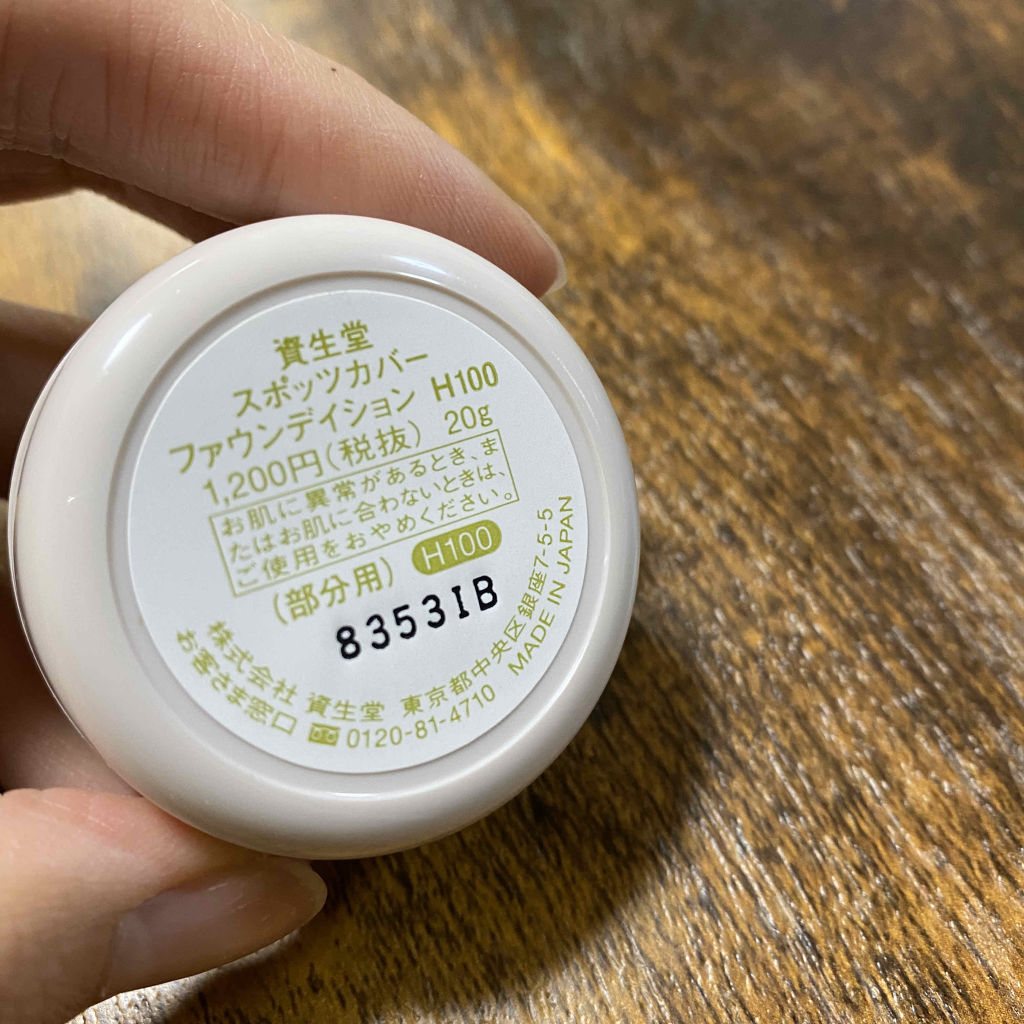 資生堂
スポッツカバー
ファウンデイション H100
1,200円(税抜) 20g
お肌に異常があるとき、ま
たはお肌に合わないときは、
ご使用をおやめください。
(部分用) H100
8353IB
株式会社 資生堂 東京都中央区銀座7-5-5
お客さま窓口 0120-81-4710 MADE IN JAPAN